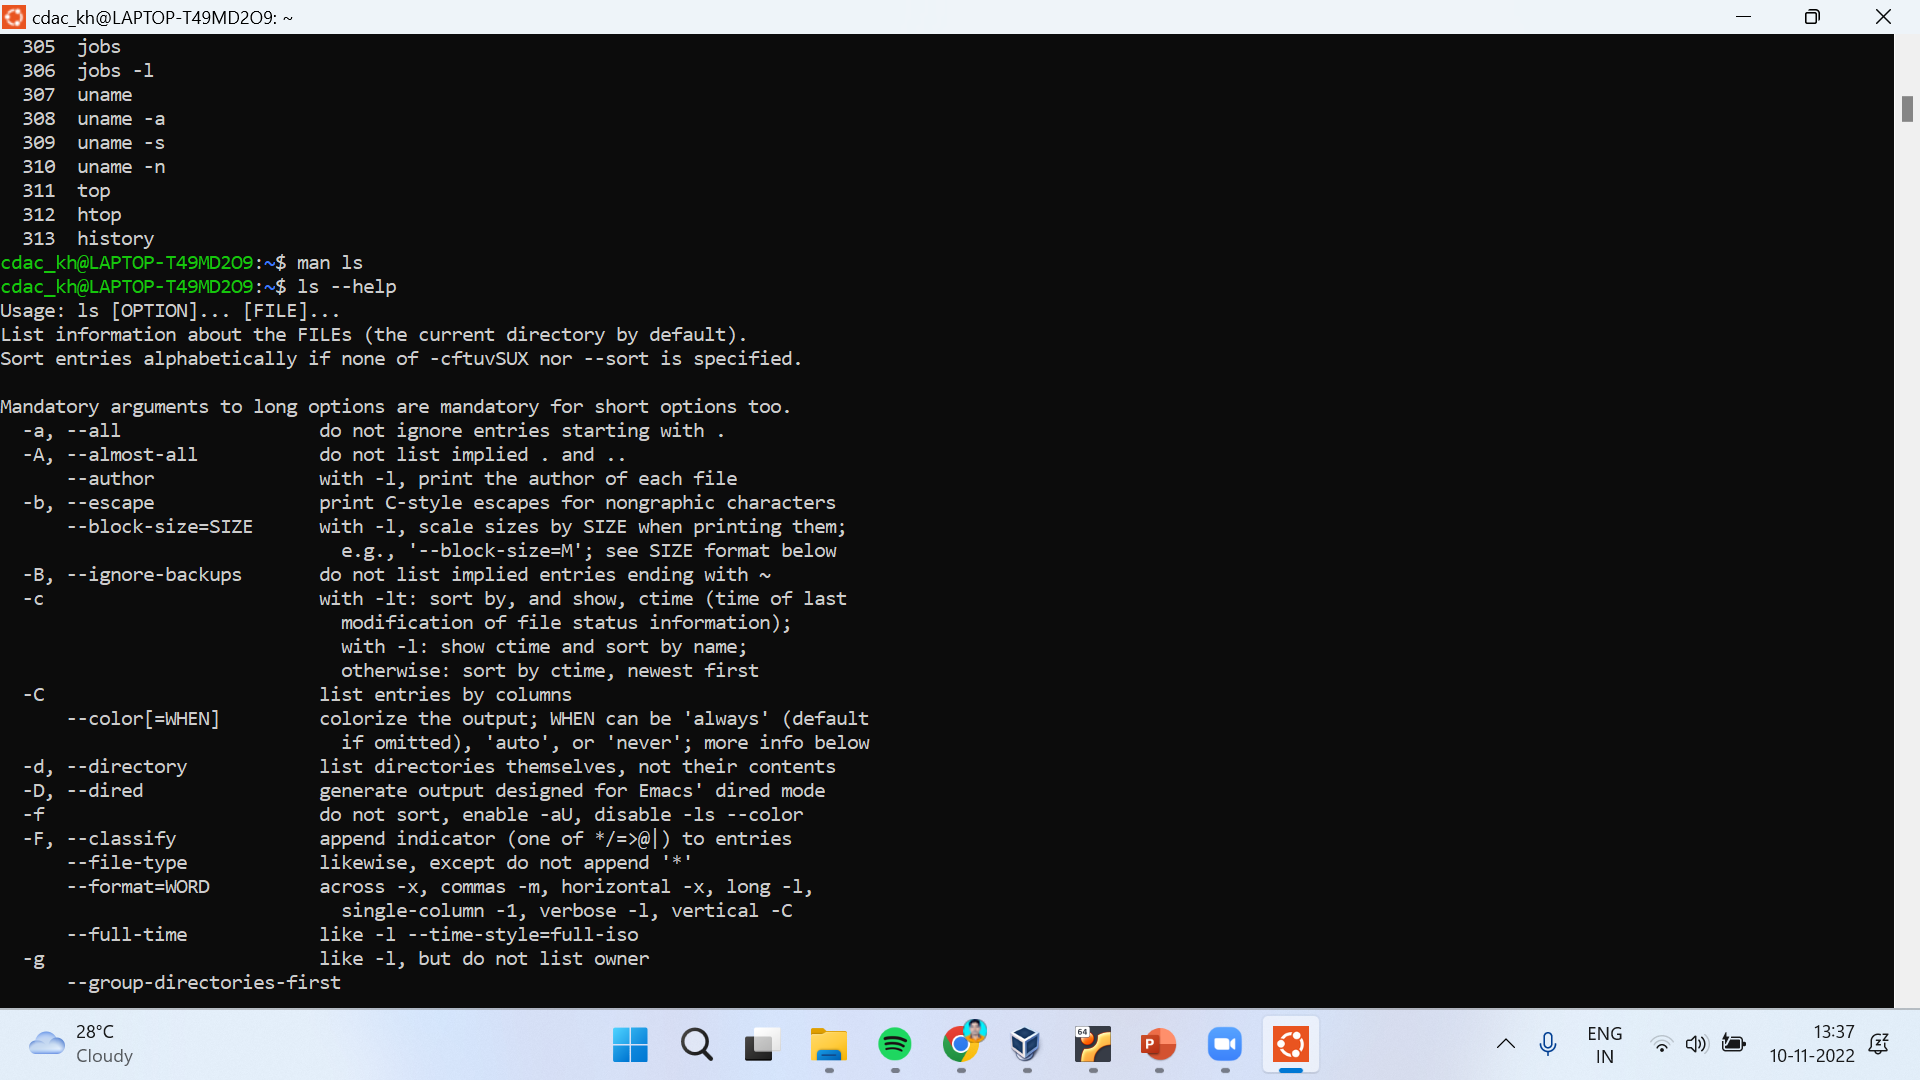 cdac_kh@LAPTOP-T49MD2O9: ~
305  jobs
306  jobs -l
307  uname
308  uname -a
309  uname -s
310  uname -n
311  top
312  htop
313  history
cdac_kh@LAPTOP-T49MD2O9:~$ man ls
cdac_kh@LAPTOP-T49MD2O9:~$ ls --help
Usage: ls [OPTION]... [FILE]...
List information about the FILEs (the current directory by default).
Sort entries alphabetically if none of -cftuvSUX nor --sort is specified.

Mandatory arguments to long options are mandatory for short options too.
  -a, --all                  do not ignore entries starting with .
  -A, --almost-all           do not list implied . and ..
      --author               with -l, print the author of each file
  -b, --escape               print C-style escapes for nongraphic characters
      --block-size=SIZE      with -l, scale sizes by SIZE when printing them;
                               e.g., '--block-size=M'; see SIZE format below
  -B, --ignore-backups       do not list implied entries ending with ~
  -c                         with -lt: sort by, and show, ctime (time of last
                               modification of file status information);
                               with -l: show ctime and sort by name;
                               otherwise: sort by ctime, newest first
  -C                         list entries by columns
      --color[=WHEN]         colorize the output; WHEN can be 'always' (default
                               if omitted), 'auto', or 'never'; more info below
  -d, --directory            list directories themselves, not their contents
  -D, --dired                generate output designed for Emacs' dired mode
  -f                         do not sort, enable -aU, disable -ls --color
  -F, --classify             append indicator (one of */=>@|) to entries
      --file-type            likewise, except do not append '*'
      --format=WORD          across -x, commas -m, horizontal -x, long -l,
                               single-column -1, verbose -l, vertical -C
      --full-time            like -l --time-style=full-iso
  -g                         like -l, but do not list owner
      --group-directories-first
28°C
Cloudy
64
P
ENG
IN
13:37
10-11-2022